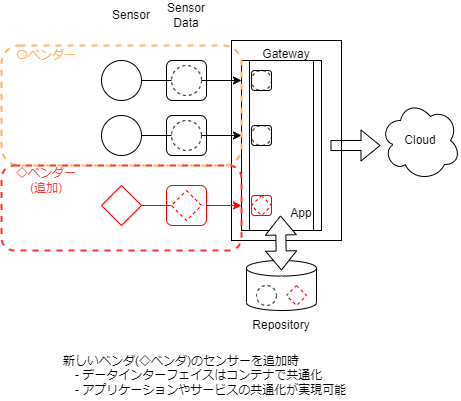 Sensor
Sensor
Data
〇ベンダー
Gateway
Cloud
◇ベンダー
(追加)
App
Repository
新しいベンダ(◇ベンダ)のセンサーを追加時
- データインターフェイスはコンテナで共通化
- アプリケーションやサービスの共通化が実現可能